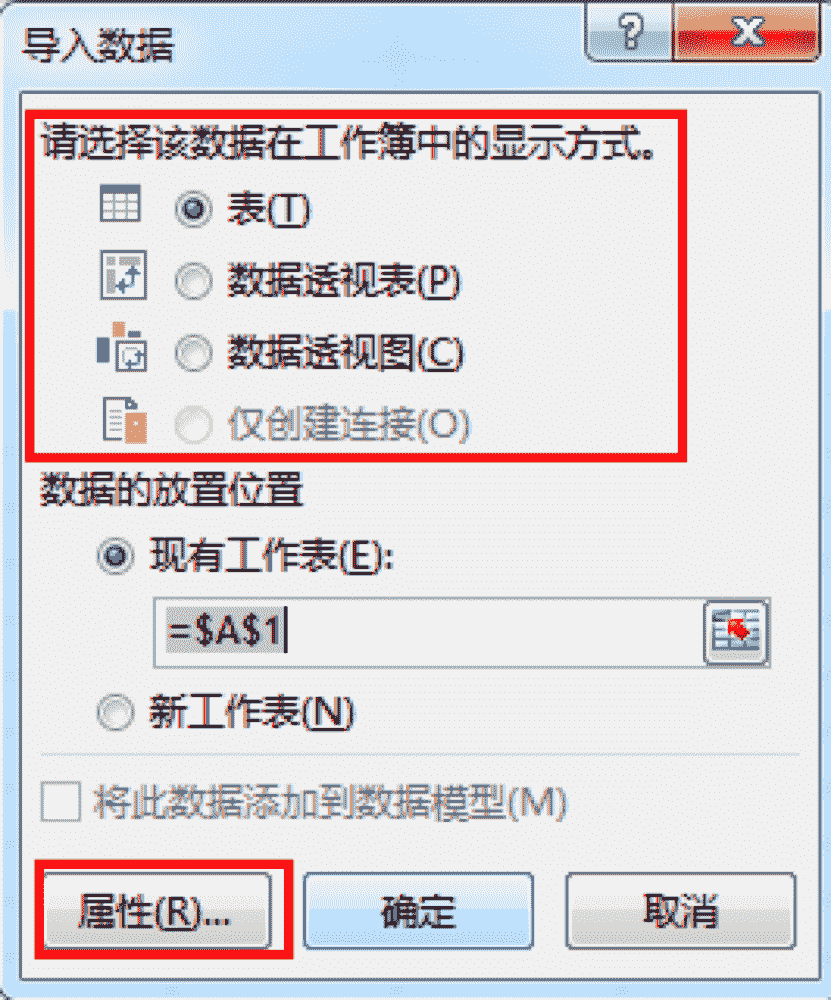 导入数据
请选择该数据在工作簿中的显示方式。
表(T)
数据透视表(P)
数据透视图(C)
仅创建连接(O)
数据的放置位置
现有工作表(E):
=$A$1
新工作表(N)
将此数据添加到数据模型(M)
属性(R)... 确定 取消